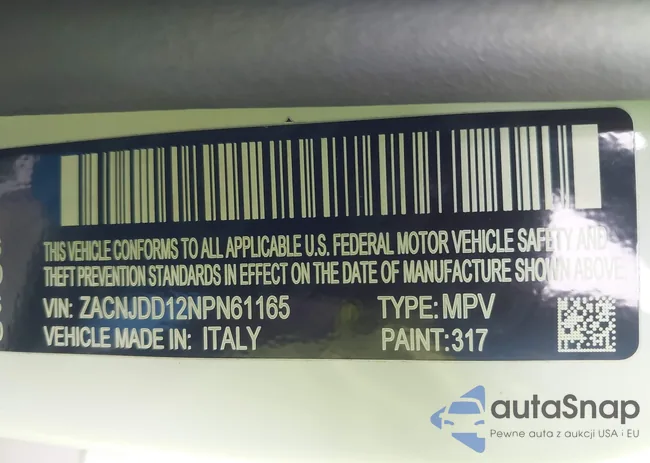 THIS VEHICLE CONFORMS TO ALL APPLICABLE U.S. FEDERAL MOTOR VEHICLE SAFETY AND
THEFT PREVENTION STANDARDS IN EFFECT ON THE DATE OF MANUFACTURE SHOWN ABOVE
VIN: ZACNJDD12NPN61165 TYPE: MPV
VEHICLE MADE IN: ITALY PAINT: 317
autaSnap
Pewne auta z aukcji USA i EU